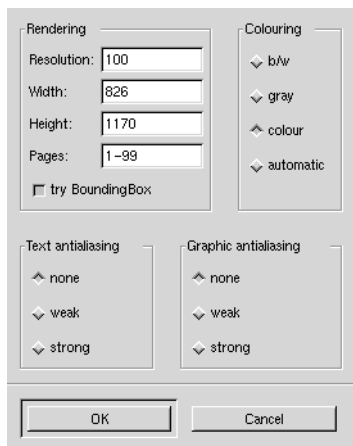 Rendering
Resolution: 100
Width: 826
Height: 1170
Pages: 1-99
try BoundingBox
Colouring
b/w
gray
colour
automatic
Text antialiasing
none
weak
strong
Graphic antialiasing
none
weak
strong
OK
Cancel